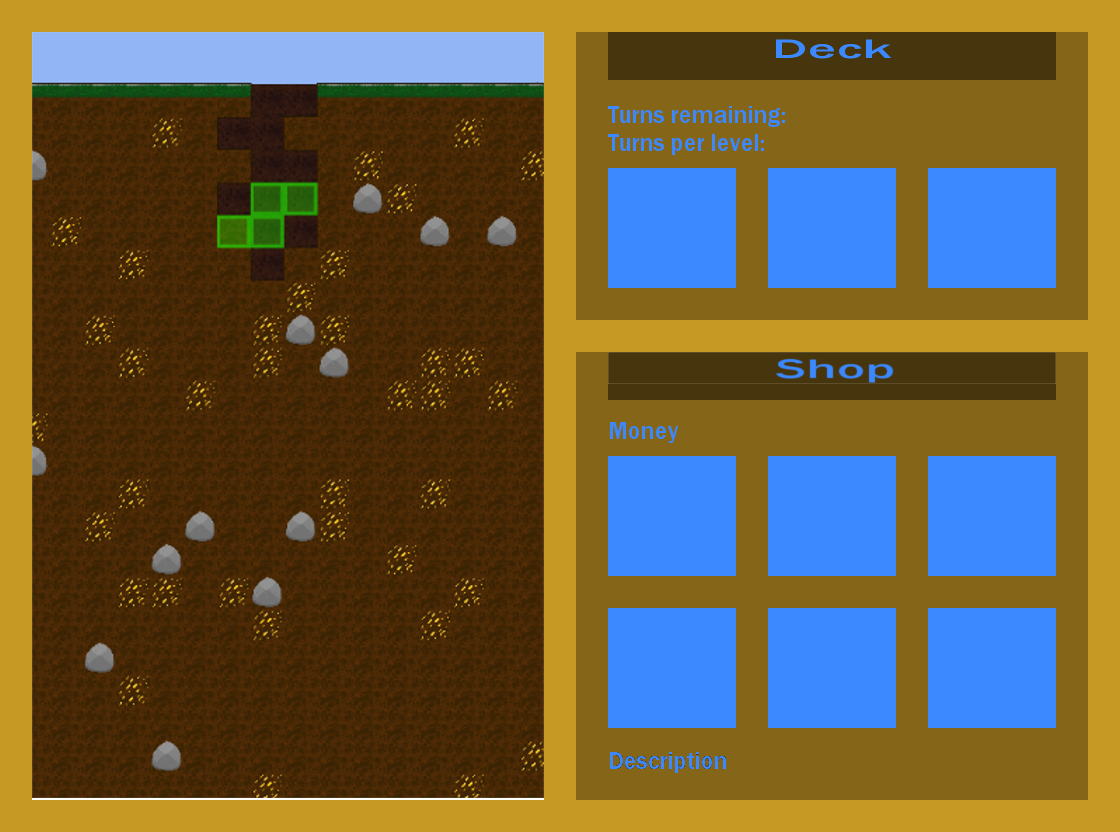 Deck
Turns remaining:
Turns per level:
Shop
Money
Description